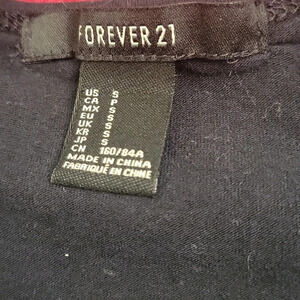 FOREVER 21
US S
CA P
MX S
EU S
UK S
KR S
JP S
CN 160/84A
MADE IN CHINA
FABRIQUÉ EN CHINE